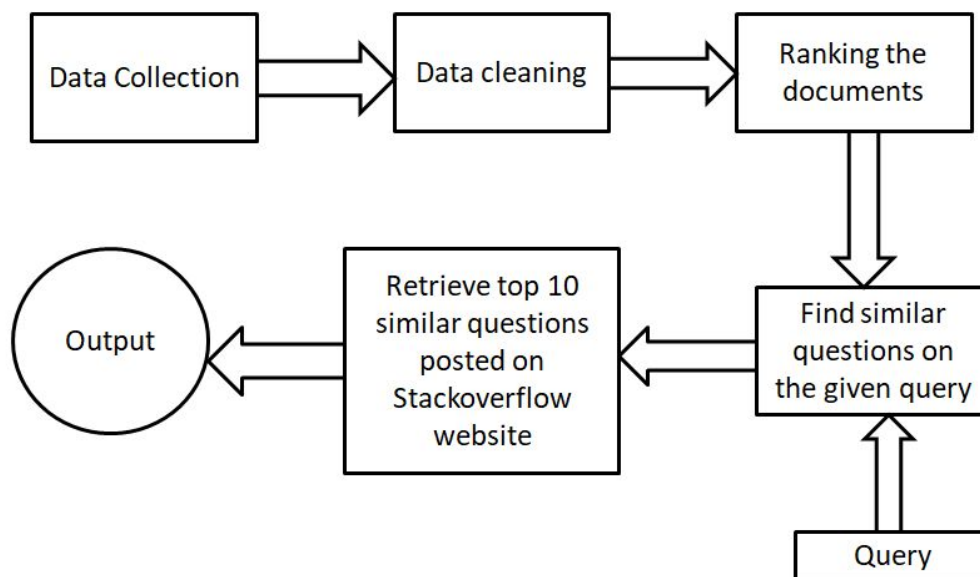 Data Collection
Data cleaning
Ranking the
documents
Find similar
questions on
the given query
Query
Retrieve top 10
similar questions
posted on
Stackoverflow
website
Output